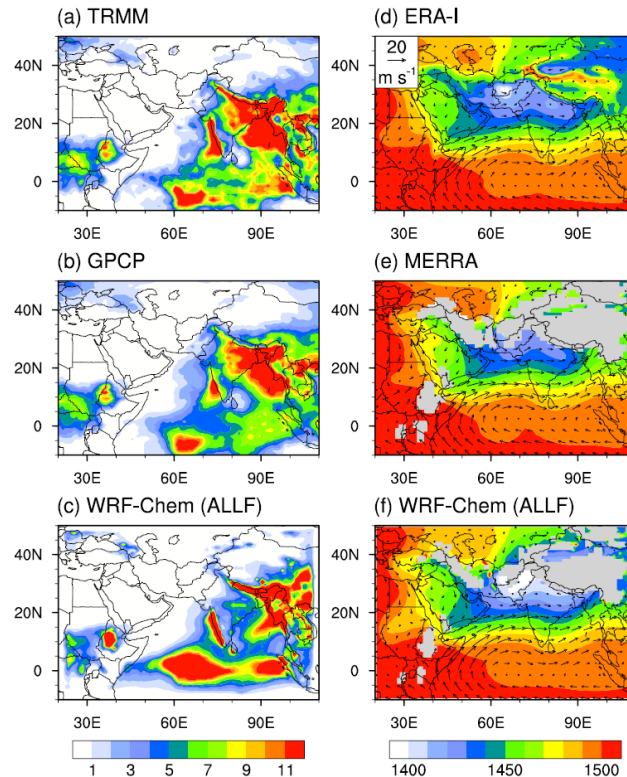 (a) TRMM
40N
20N
0
30E 60E 90E
(b) GPCP
40N
20N
0
30E 60E 90E
(c) WRF-Chem (ALLF)
40N
20N
0
30E 60E 90E
1 3 5 7 9 11
(d) ERA-I
20
m s⁻¹
40N
20N
0
30E 60E 90E
(e) MERRA
40N
20N
0
30E 60E 90E
(f) WRF-Chem (ALLF)
40N
20N
0
30E 60E 90E
1400 1450 1500